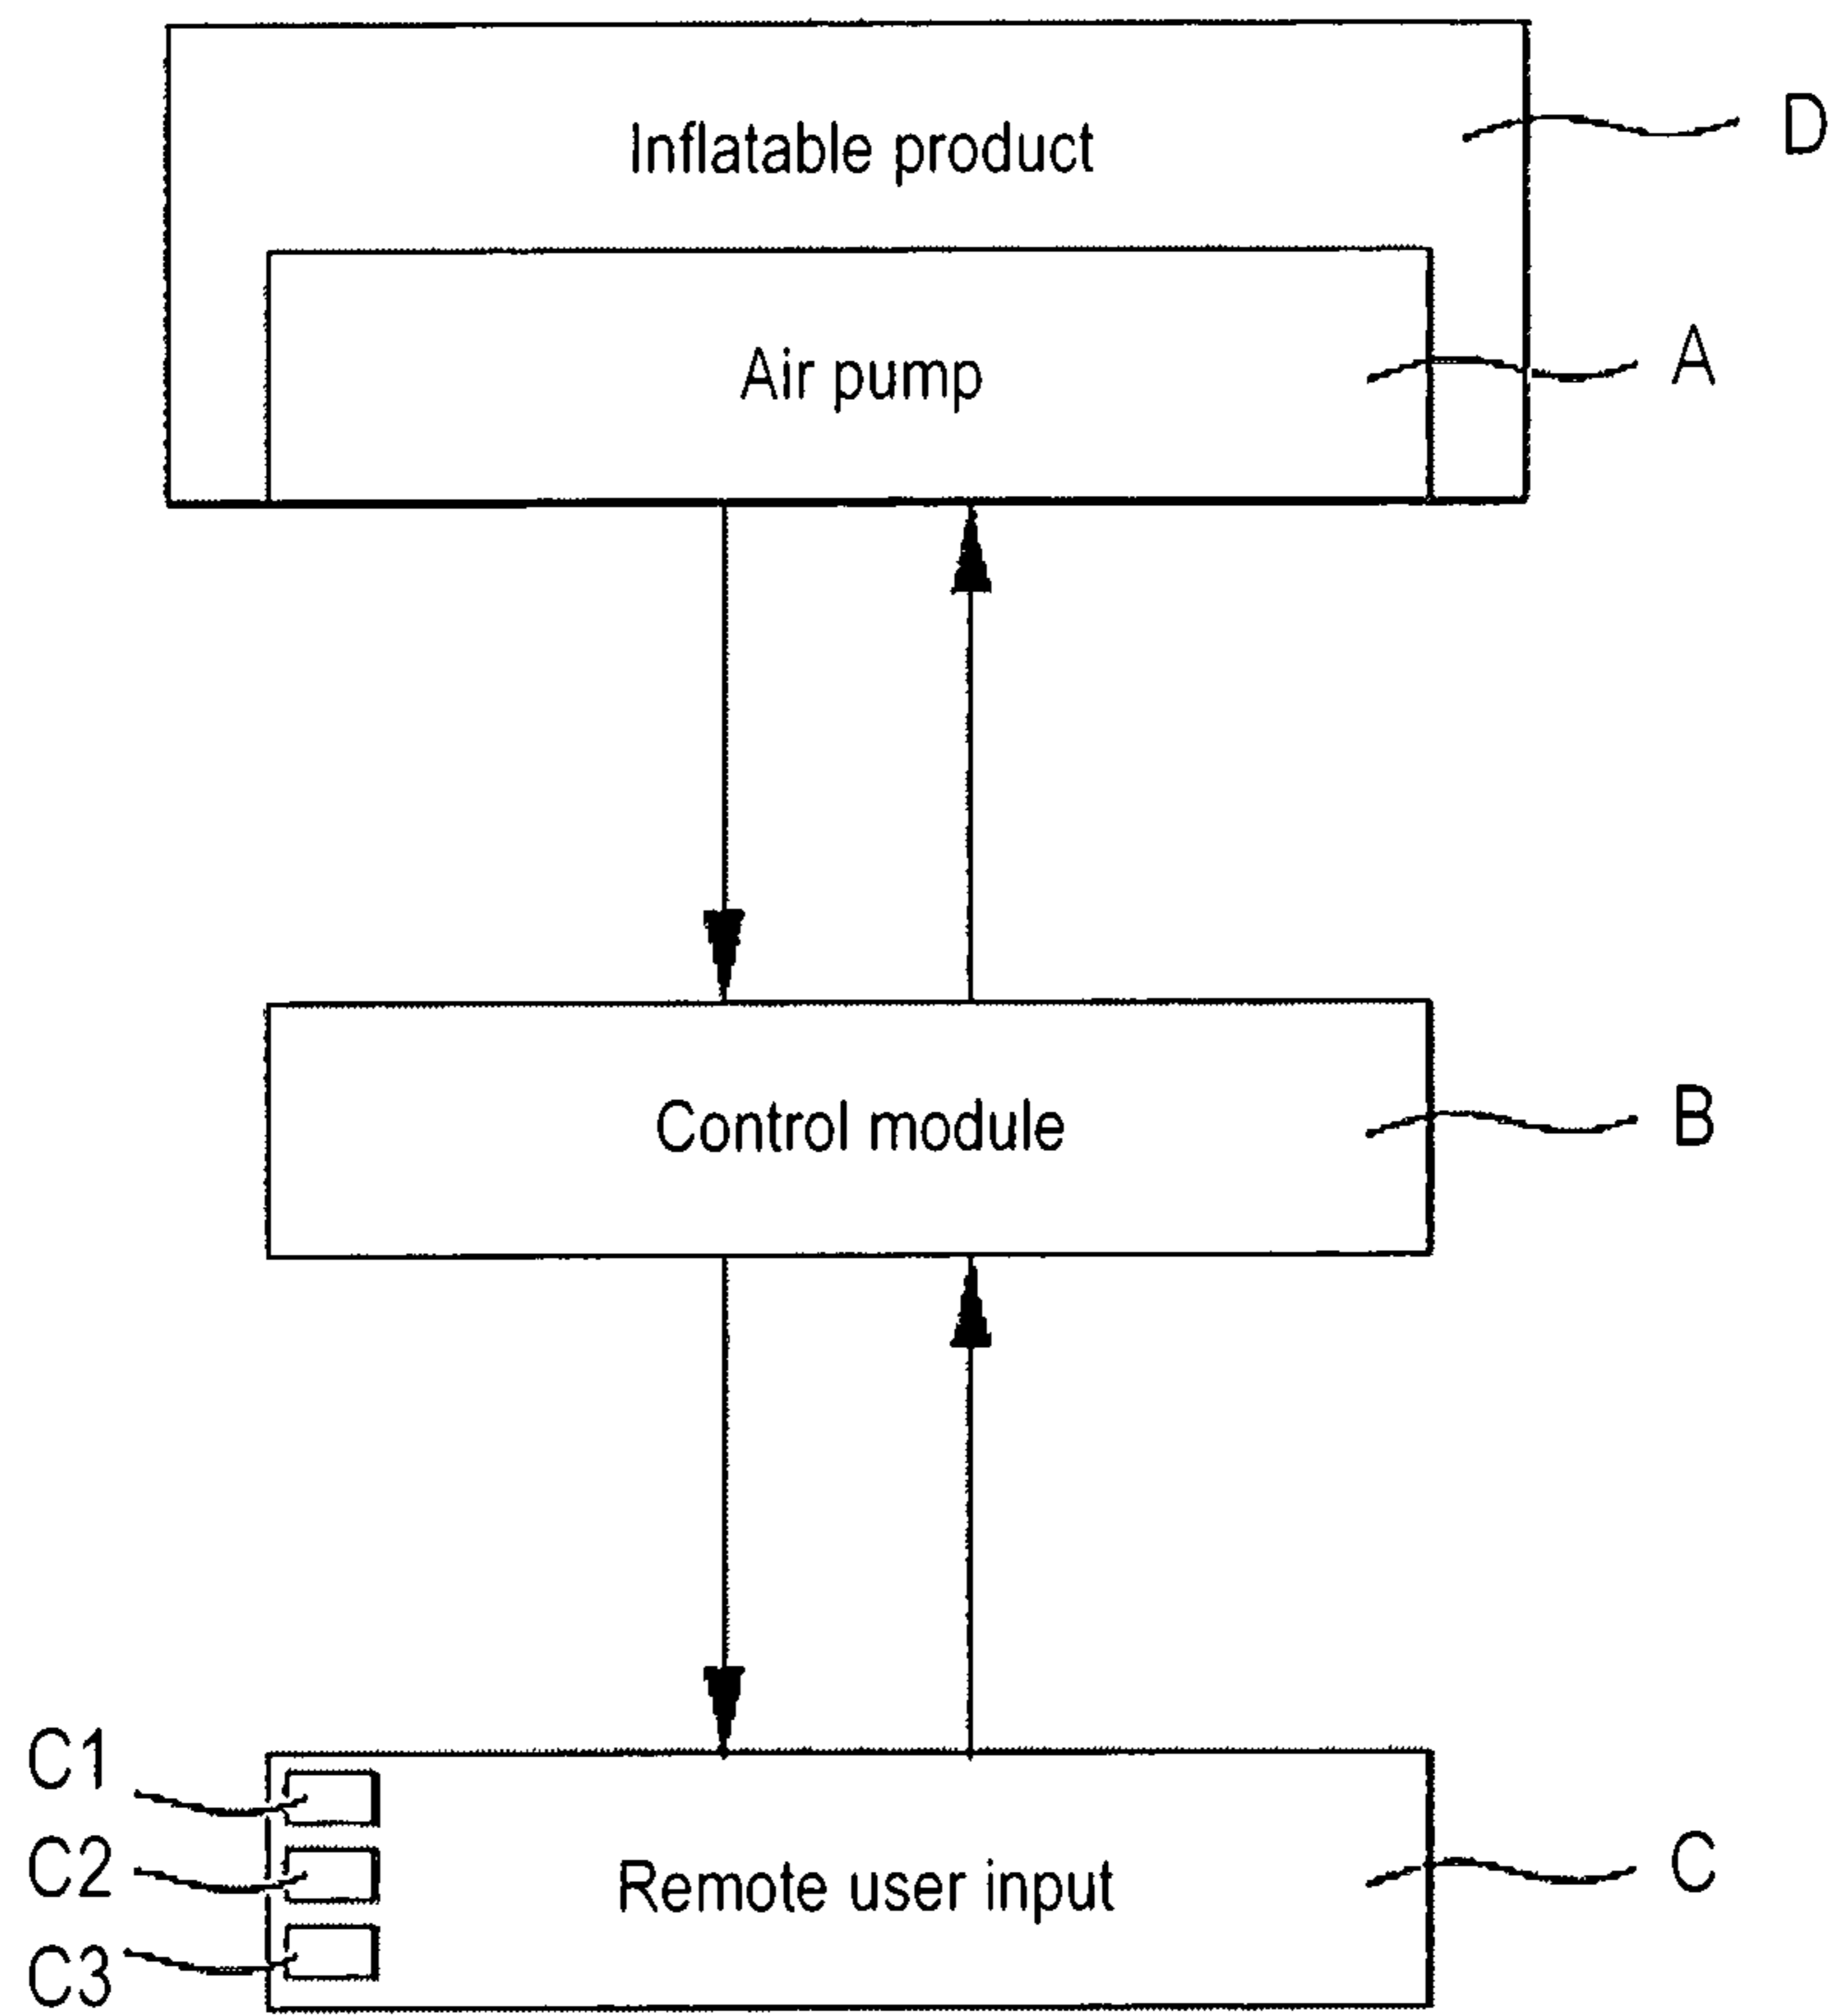 Inflatable product
D
Air pump
A
Control module
B
C1
C2
C3
Remote user input
C